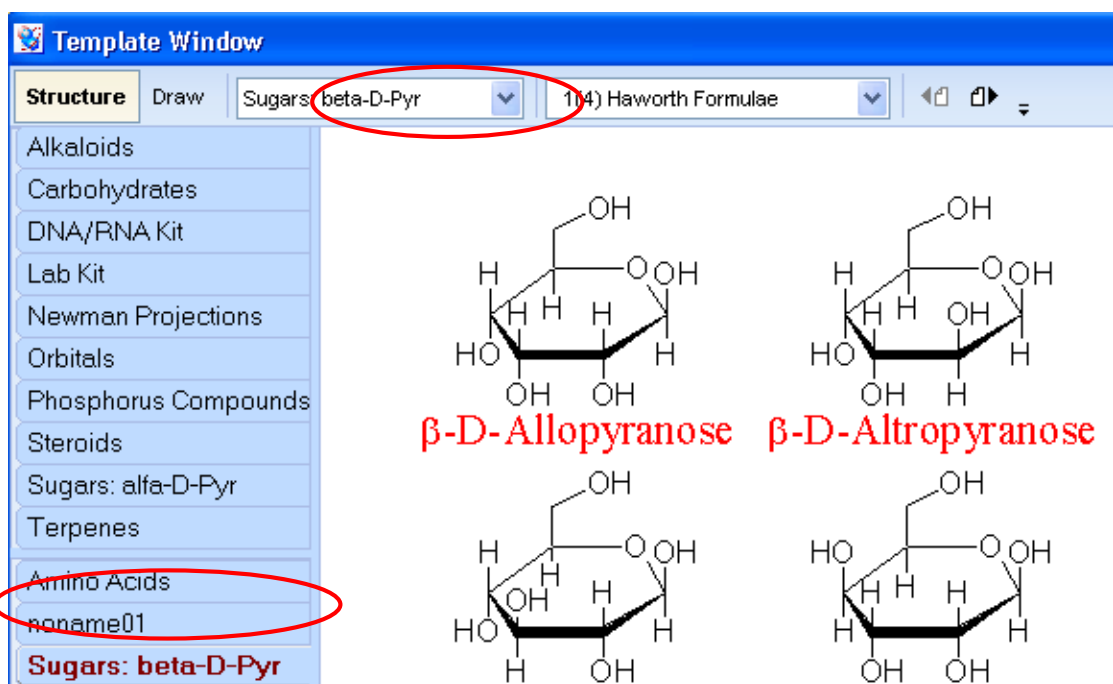 Template Window
Structure Draw Sugars: beta-D-Pyr 1(4) Haworth Formulae
Alkaloids
Carbohydrates
DNA/RNA Kit
Lab Kit
Newman Projections
Orbitals
Phosphorus Compounds
Steroids
Sugars: alfa-D-Pyr
Terpenes
Amino Acids
noname01
Sugars: beta-D-Pyr
OH
H O OH
H H H
HO H
OH OH
β-D-Allopyranose
OH
H O OH
H H OH
HO H
OH H
β-D-Altropyranose
OH
H O OH
H
OH H
HO H
H OH
OH
HO O OH
H H H
H
OH OH